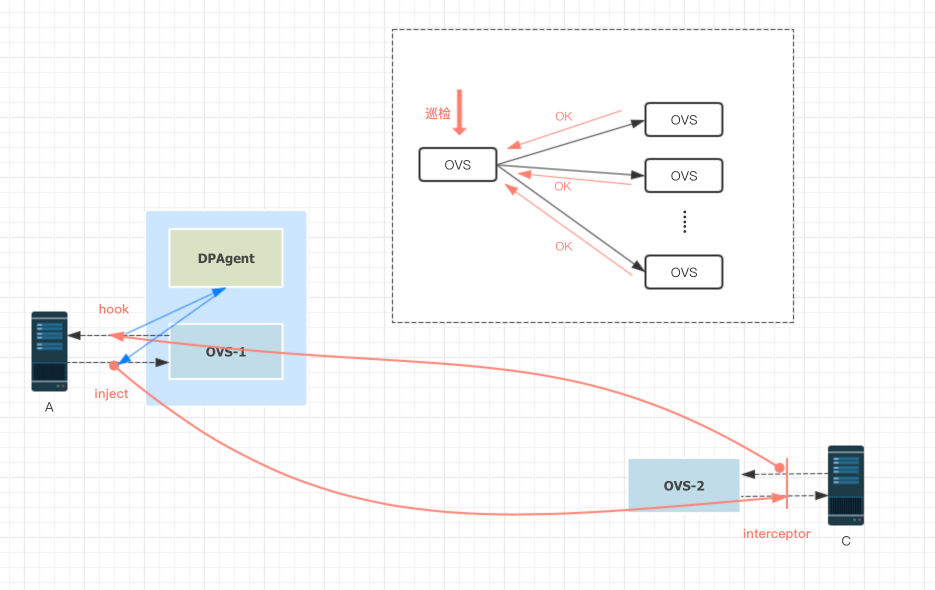 巡检
OK
OVS
OVS
OVS
OK
OK
OVS
DPAgent
hook
OVS-1
inject
A
OVS-2
interceptor
C